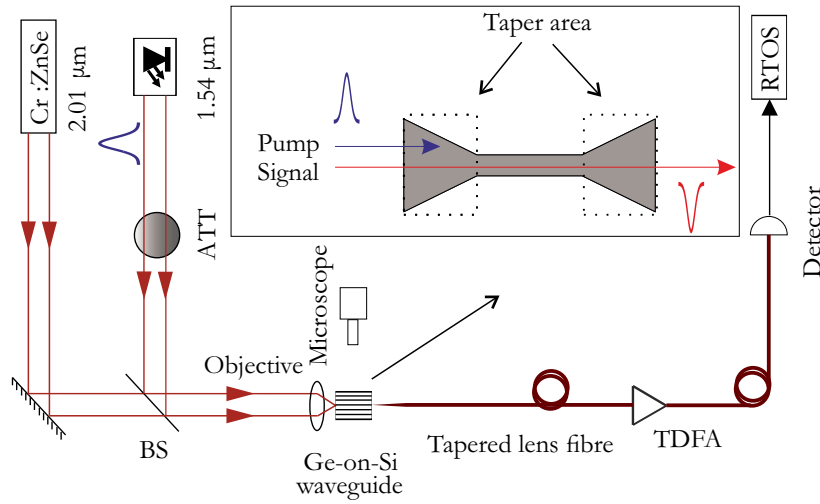 Cr :ZnSe
2.01 μm
1.54 μm
ATT
Taper area
Pump
Signal
RTOS
Detector
Microscope
Objective
BS
Ge-on-Si
waveguide
Tapered lens fibre
TDFA